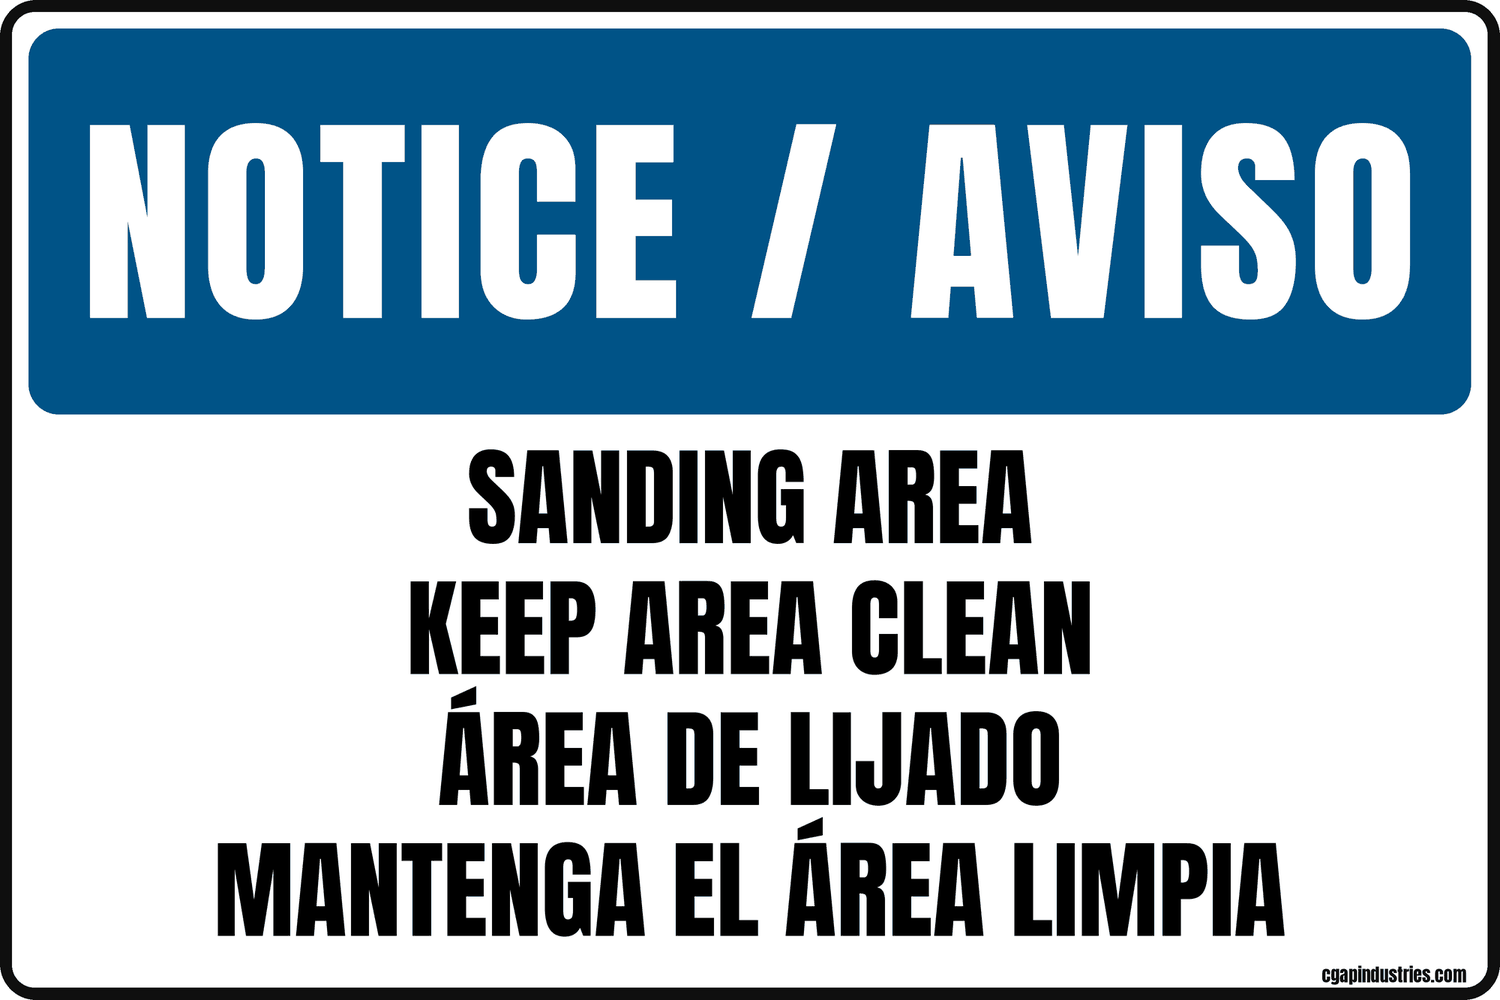 NOTICE / AVISO
SANDING AREA
KEEP AREA CLEAN
ÁREA DE LIJADO
MANTENGA EL ÁREA LIMPIA
cgapindustries.com